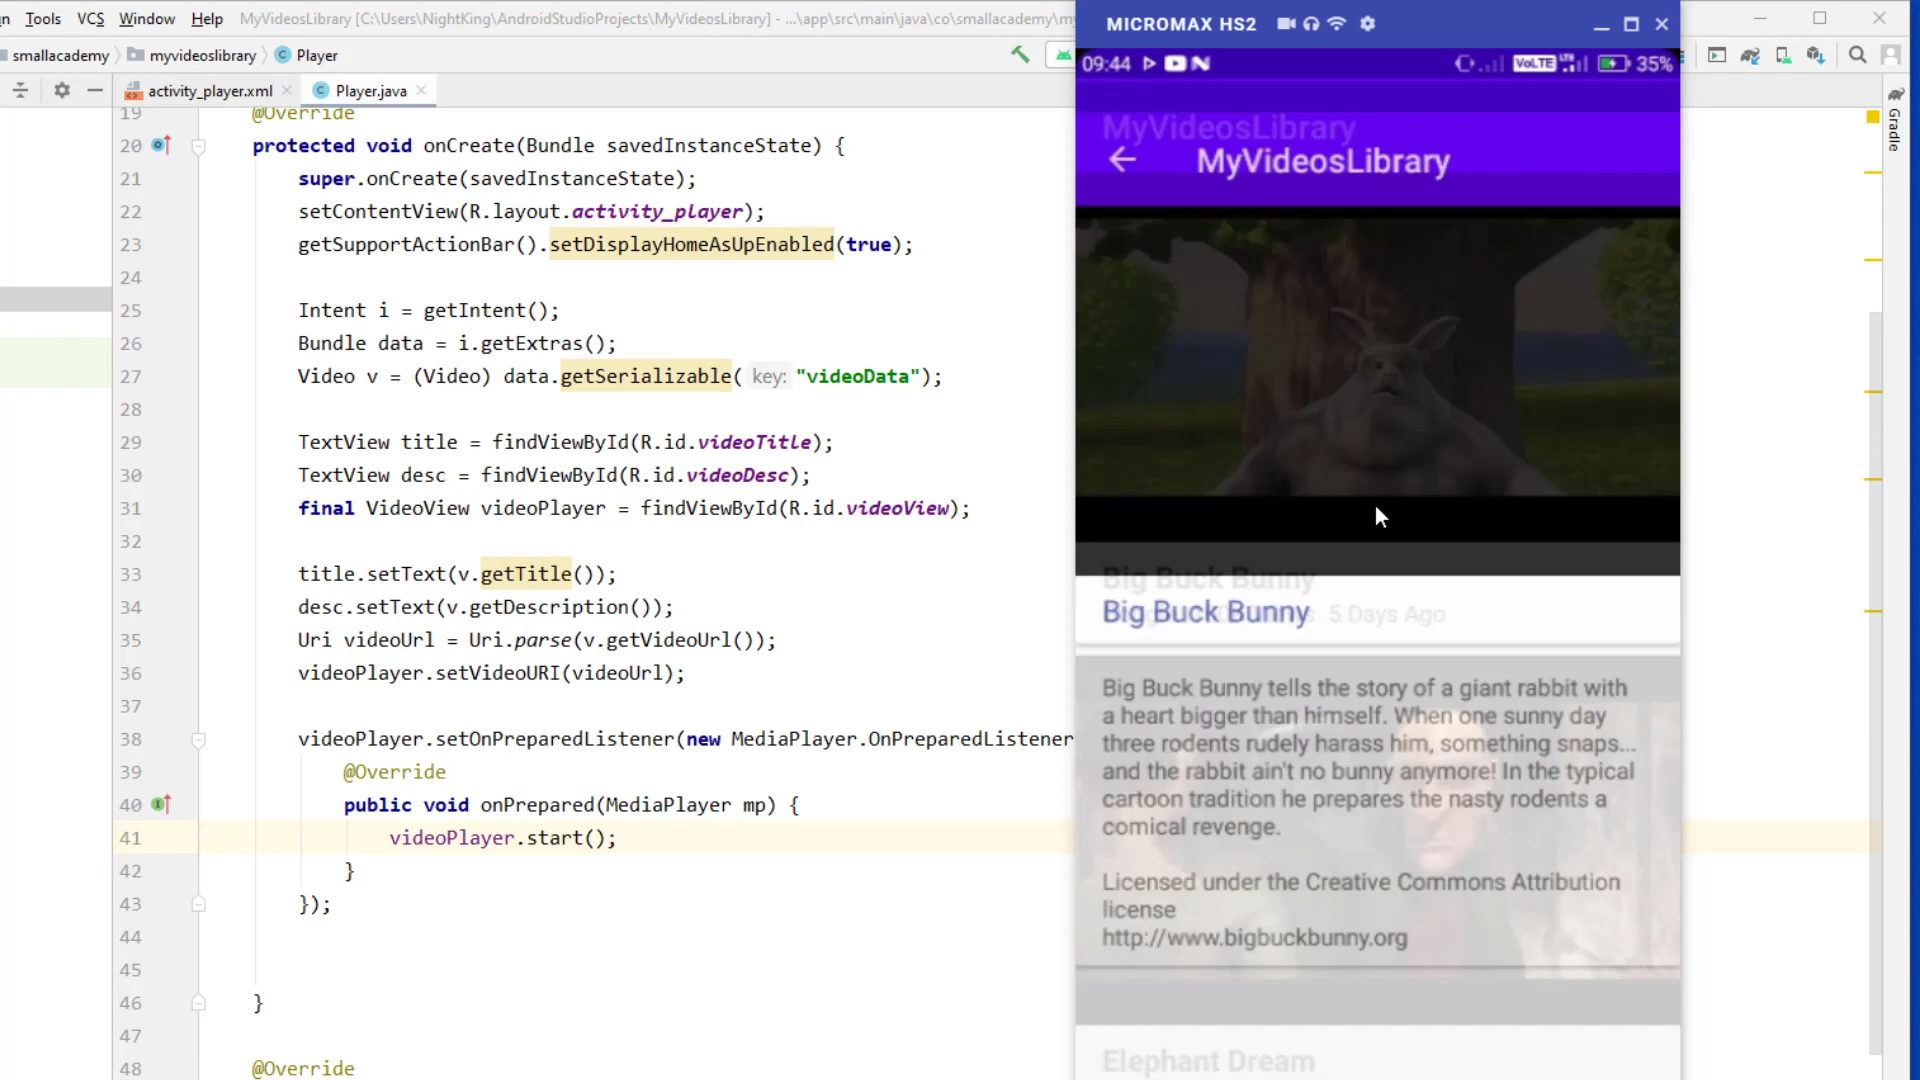 n Tools VCS Window Help MyVideosLibrary [C:\Users\NightKing\AndroidStudioProjects\MyVideosLibrary] - ...\app\src\main\java\co\smallacademy\my
smallacademy myvideoslibrary Player
activity_player.xml Player.java
19 @Override
20 protected void onCreate(Bundle savedInstanceState) {
21 super.onCreate(savedInstanceState);
22 setContentView(R.layout.activity_player);
23 getSupportActionBar().setDisplayHomeAsUpEnabled(true);
24
25 Intent i = getIntent();
26 Bundle data = i.getExtras();
27 Video v = (Video) data.getSerializable( key: "videoData");
28
29 TextView title = findViewById(R.id.videoTitle);
30 TextView desc = findViewById(R.id.videoDesc);
31 final VideoView videoPlayer = findViewById(R.id.videoView);
32
33 title.setText(v.getTitle());
34 desc.setText(v.getDescription());
35 Uri videoUrl = Uri.parse(v.getVideoUrl());
36 videoPlayer.setVideoURI(videoUrl);
37
38 videoPlayer.setOnPreparedListener(new MediaPlayer.OnPreparedListener
39 @Override
40 public void onPrepared(MediaPlayer mp) {
41 videoPlayer.start();
42 }
43 });
44
45
46 }
47
48 @Override
MICROMAX HS2
09:44 VoLTE 35%
MyVideosLibrary
MyVideosLibrary
Big Buck Bunny
Big Buck Bunny 5 Days Ago
Big Buck Bunny tells the story of a giant rabbit with
a heart bigger than himself. When one sunny day
three rodents rudely harass him, something snaps...
and the rabbit ain't no bunny anymore! In the typical
cartoon tradition he prepares the nasty rodents a
comical revenge.
Licensed under the Creative Commons Attribution
license
http://www.bigbuckbunny.org
Elephant Dream
Gradle